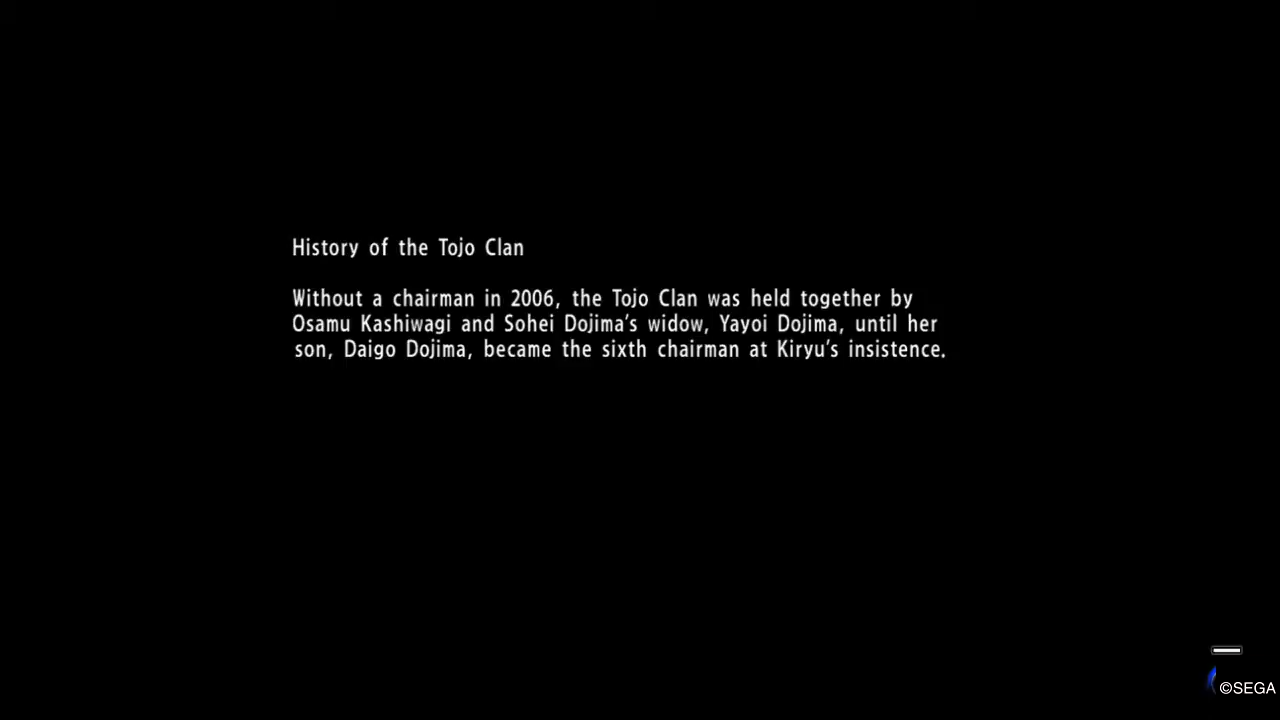 History of the Tojo Clan
Without a chairman in 2006, the Tojo Clan was held together by
Osamu Kashiwagi and Sohei Dojima's widow, Yayoi Dojima, until her
son, Daigo Dojima, became the sixth chairman at Kiryu's insistence.
©SEGA